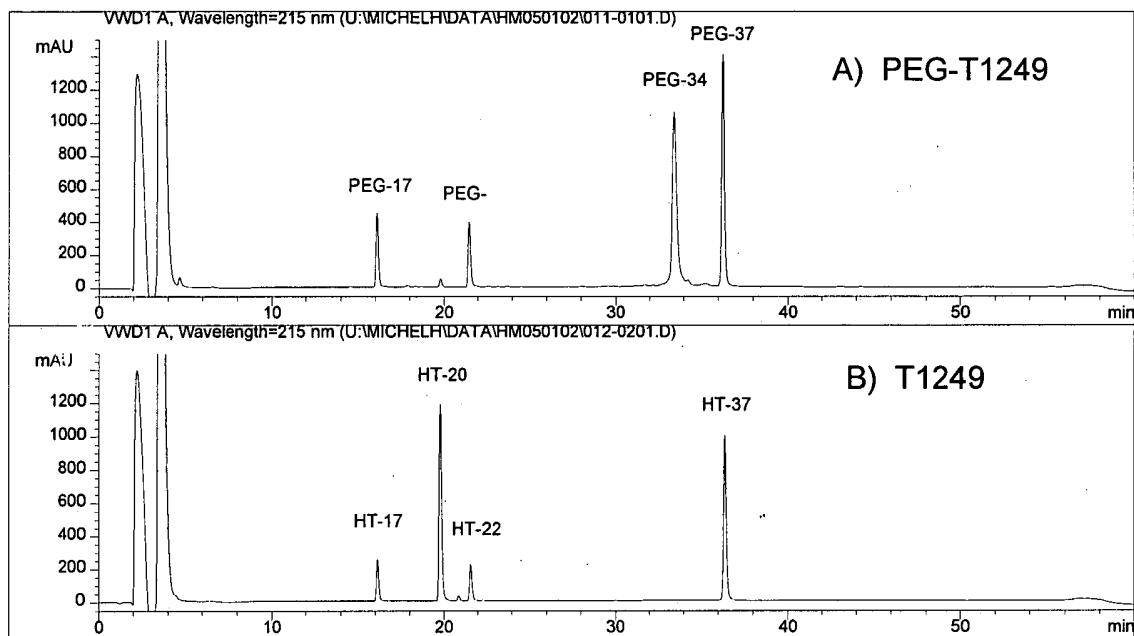 VWD1 A, Wavelength=215 nm (U:\MICHELH\DATA\HM050102\011-0101.D)
mAU
PEG-37
A) PEG-T1249
PEG-34
1200
1000
800
PEG-17
PEG-
600
400
200
0
0 10 20 30 40 50 min
VWD1 A, Wavelength=215 nm (U:\MICHELH\DATA\HM050102\012-0201.D)
mAU
HT-20
B) T1249
HT-37
1200
1000
800
600
HT-17
HT-22
400
200
0
0 10 20 30 40 50 min